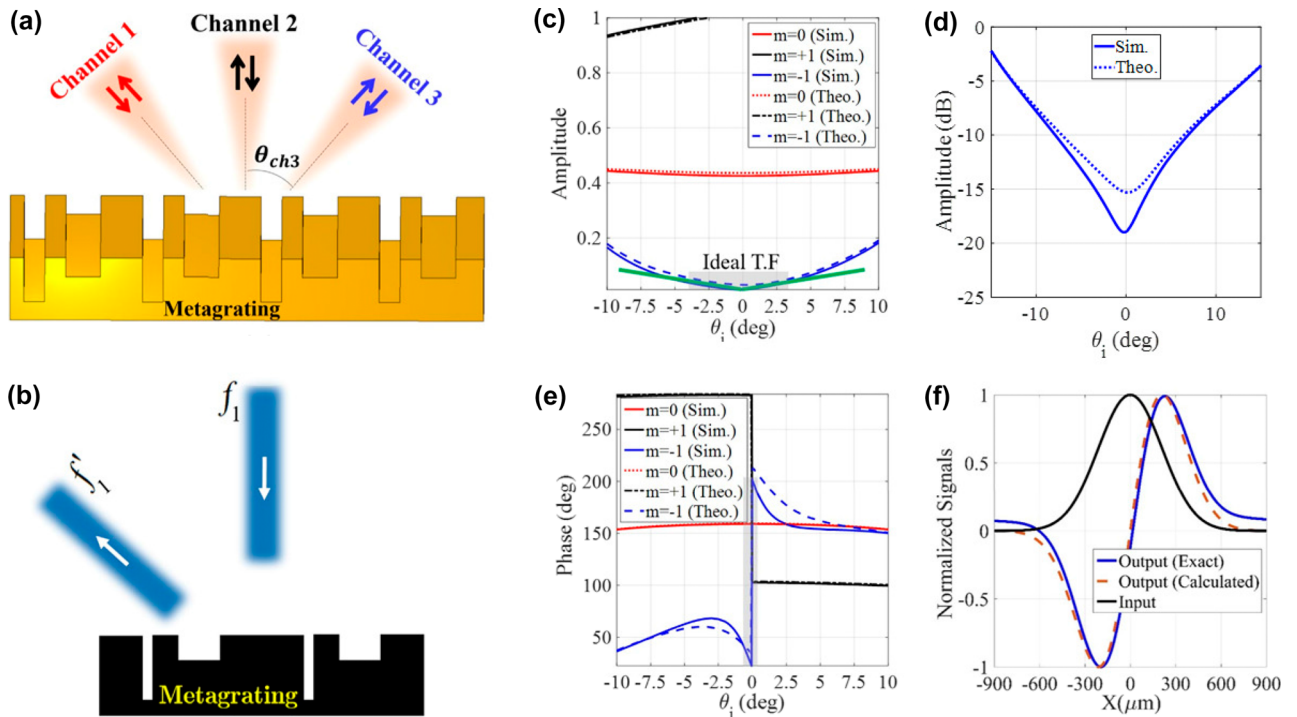 (a)
Channel 1
Channel 2
Channel 3
θch3
Metagrating
(b)
f1
f'1
Metagrating
(c)
Amplitude
1
0.8
0.6
0.4
0.2
m=0 (Sim.)
m=+1 (Sim.)
m=-1 (Sim.)
m=0 (Theo.)
m=+1 (Theo.)
m=-1 (Theo.)
Ideal T.F
-10 -7.5 -5 -2.5 0 2.5 5 7.5 10
θi (deg)
(d)
Amplitude (dB)
0
-5
-10
-15
-20
-25
Sim.
Theo.
-10 0 10
θi (deg)
(e)
Phase (deg)
250
200
150
100
50
m=0 (Sim.)
m=+1 (Sim.)
m=-1 (Sim.)
m=0 (Theo.)
m=+1 (Theo.)
m=-1 (Theo.)
-10 -7.5 -5 -2.5 0 2.5 5 7.5 10
θi (deg)
(f)
Normalized Signals
1
0.5
0
-0.5
-1
Output (Exact)
Output (Calculated)
Input
-900 -600 -300 0 300 600 900
X(μm)